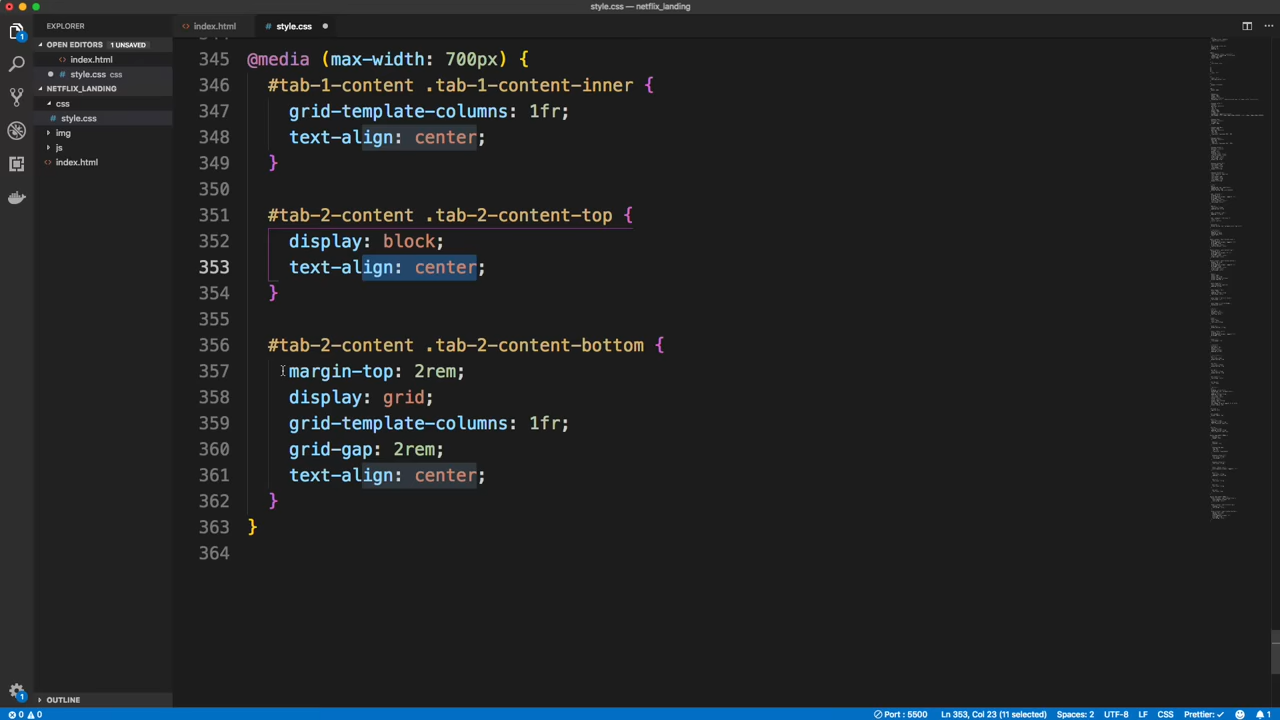 style.css — netflix_landing
EXPLORER
index.html
style.css
OPEN EDITORS 1 UNSAVED
index.html
style.css css
NETFLIX_LANDING
css
style.css
img
js
index.html
OUTLINE
345 @media (max-width: 700px) {
346 #tab-1-content .tab-1-content-inner {
347 grid-template-columns: 1fr;
348 text-align: center;
349 }
350
351 #tab-2-content .tab-2-content-top {
352 display: block;
353 text-align: center;
354 }
355
356 #tab-2-content .tab-2-content-bottom {
357 margin-top: 2rem;
358 display: grid;
359 grid-template-columns: 1fr;
360 grid-gap: 2rem;
361 text-align: center;
362 }
363 }
364
1
1
0 0 Port : 5500 Ln 353, Col 23 (11 selected) Spaces: 2 UTF-8 LF CSS Prettier: ✓ 1